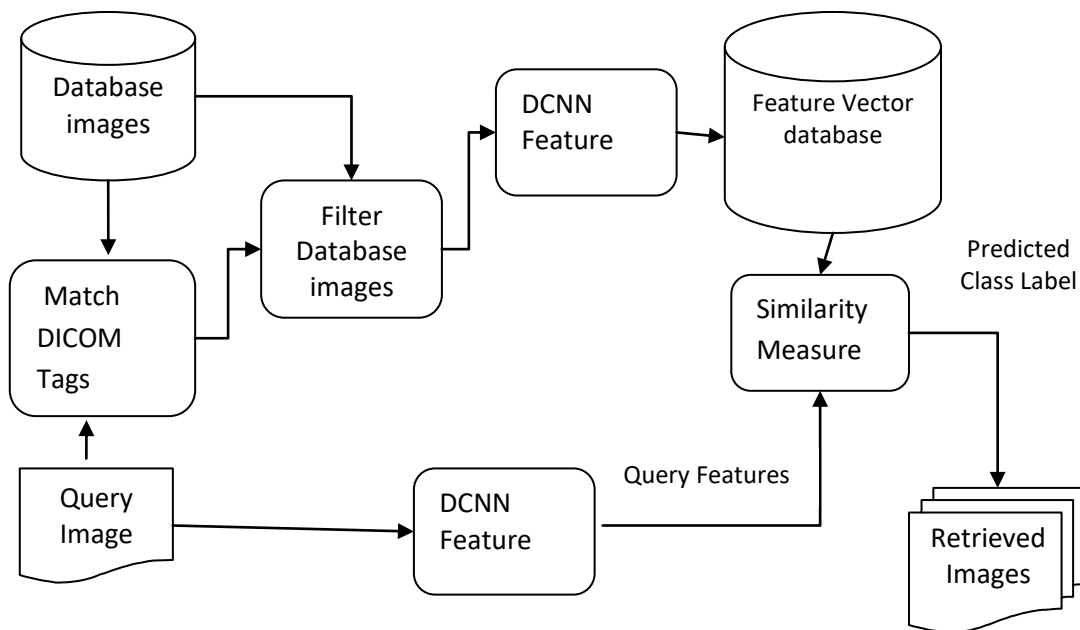 Database
images
DCNN
Feature
Feature Vector
database
Filter
Database
images
Match
DICOM
Tags
Predicted
Class Label
Similarity
Measure
Query
Image
DCNN
Feature
Query Features
Retrieved
Images